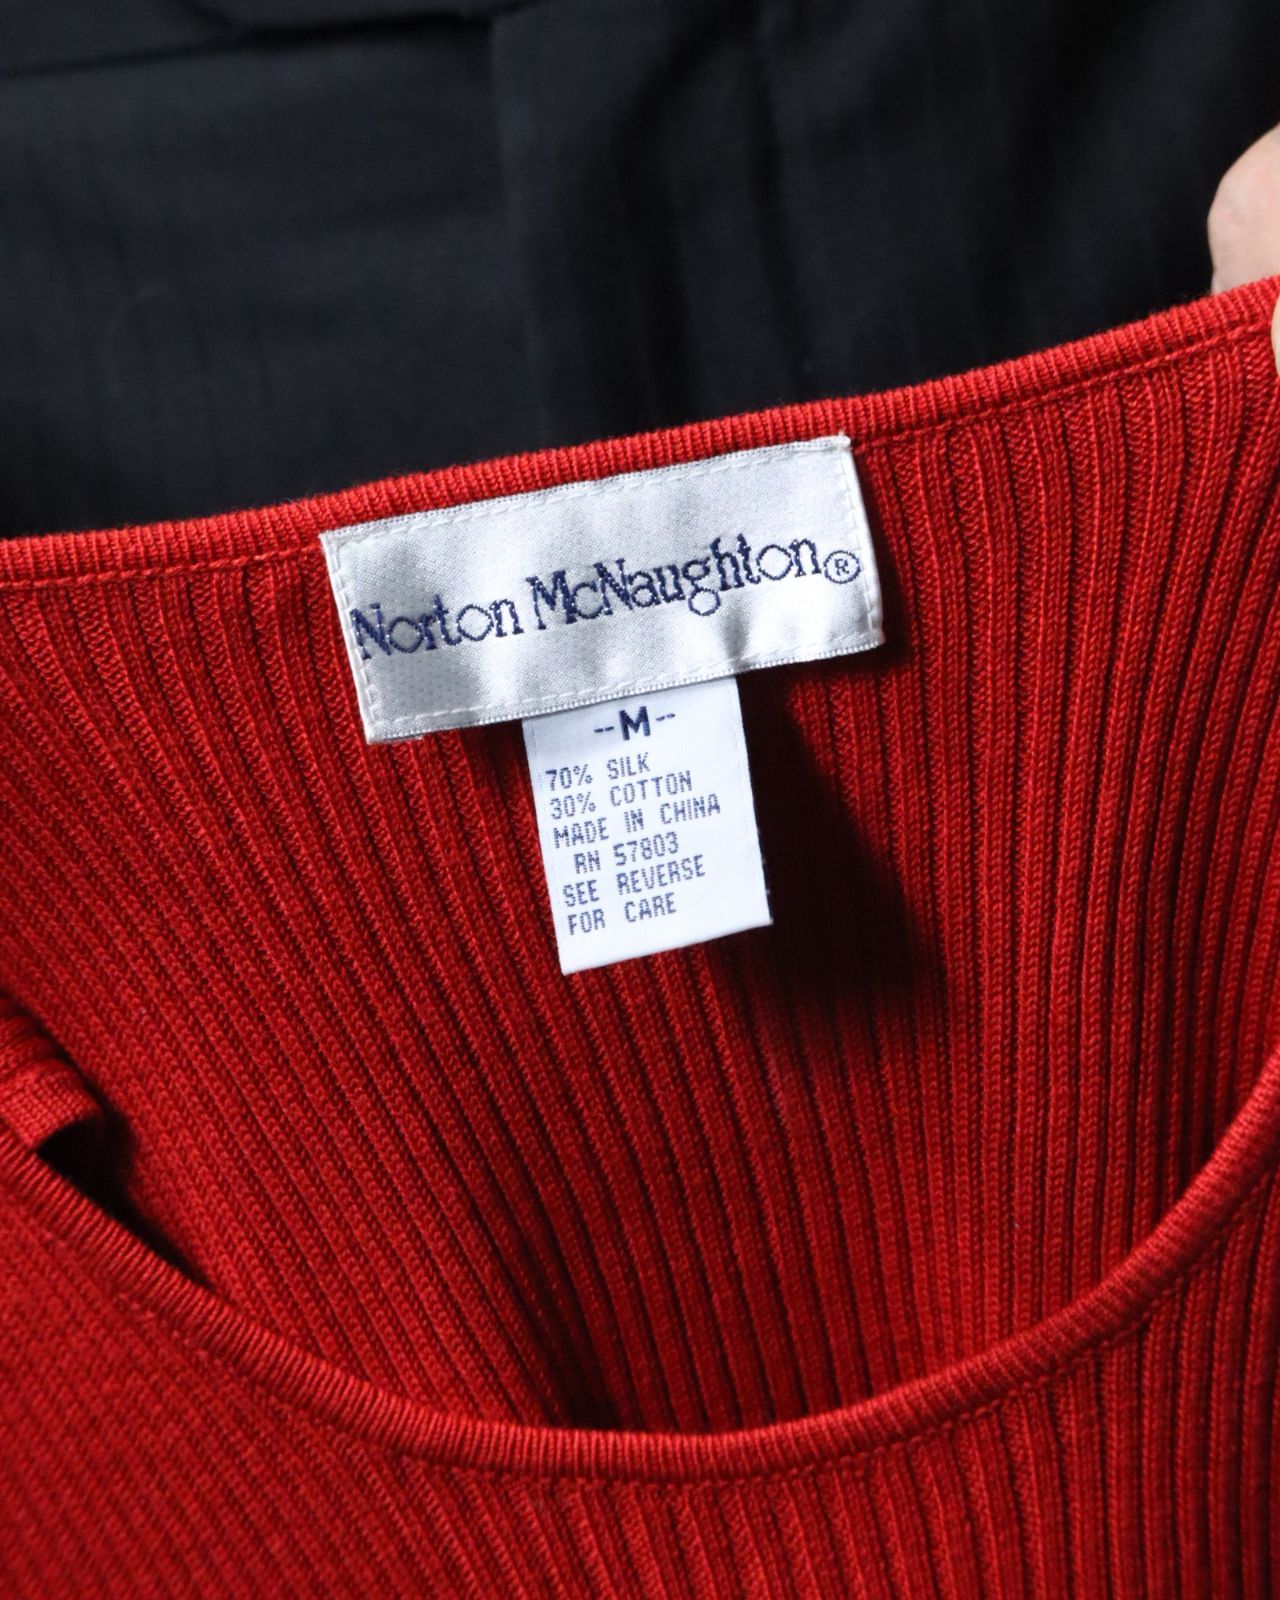 Norton McNaughton®
--M--
70% SILK
30% COTTON
MADE IN CHINA
RN 57803
SEE REVERSE
FOR CARE